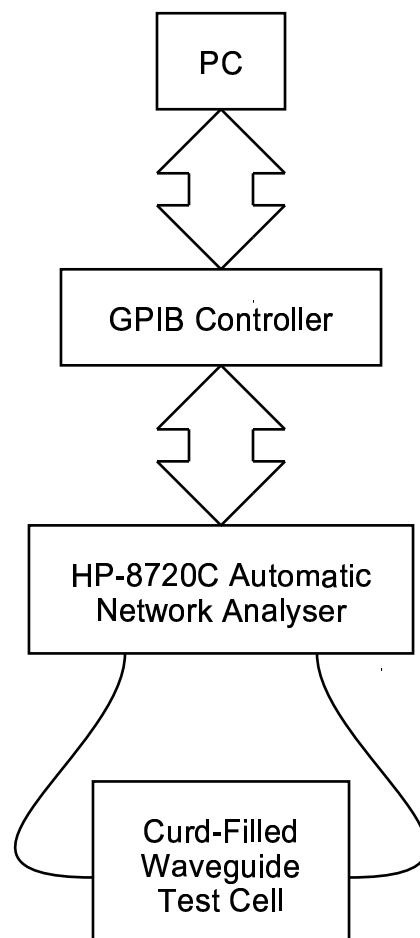 PC
GPIB Controller
HP-8720C Automatic
Network Analyser
Curd-Filled
Waveguide
Test Cell